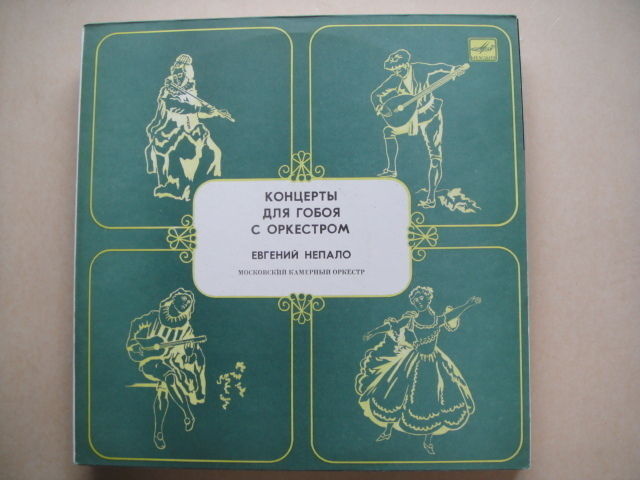 КОНЦЕРТЫ
ДЛЯ ГОБОЯ
С ОРКЕСТРОМ
ЕВГЕНИЙ НЕПАЛО
МОСКОВСКИЙ КАМЕРНЫЙ ОРКЕСТР